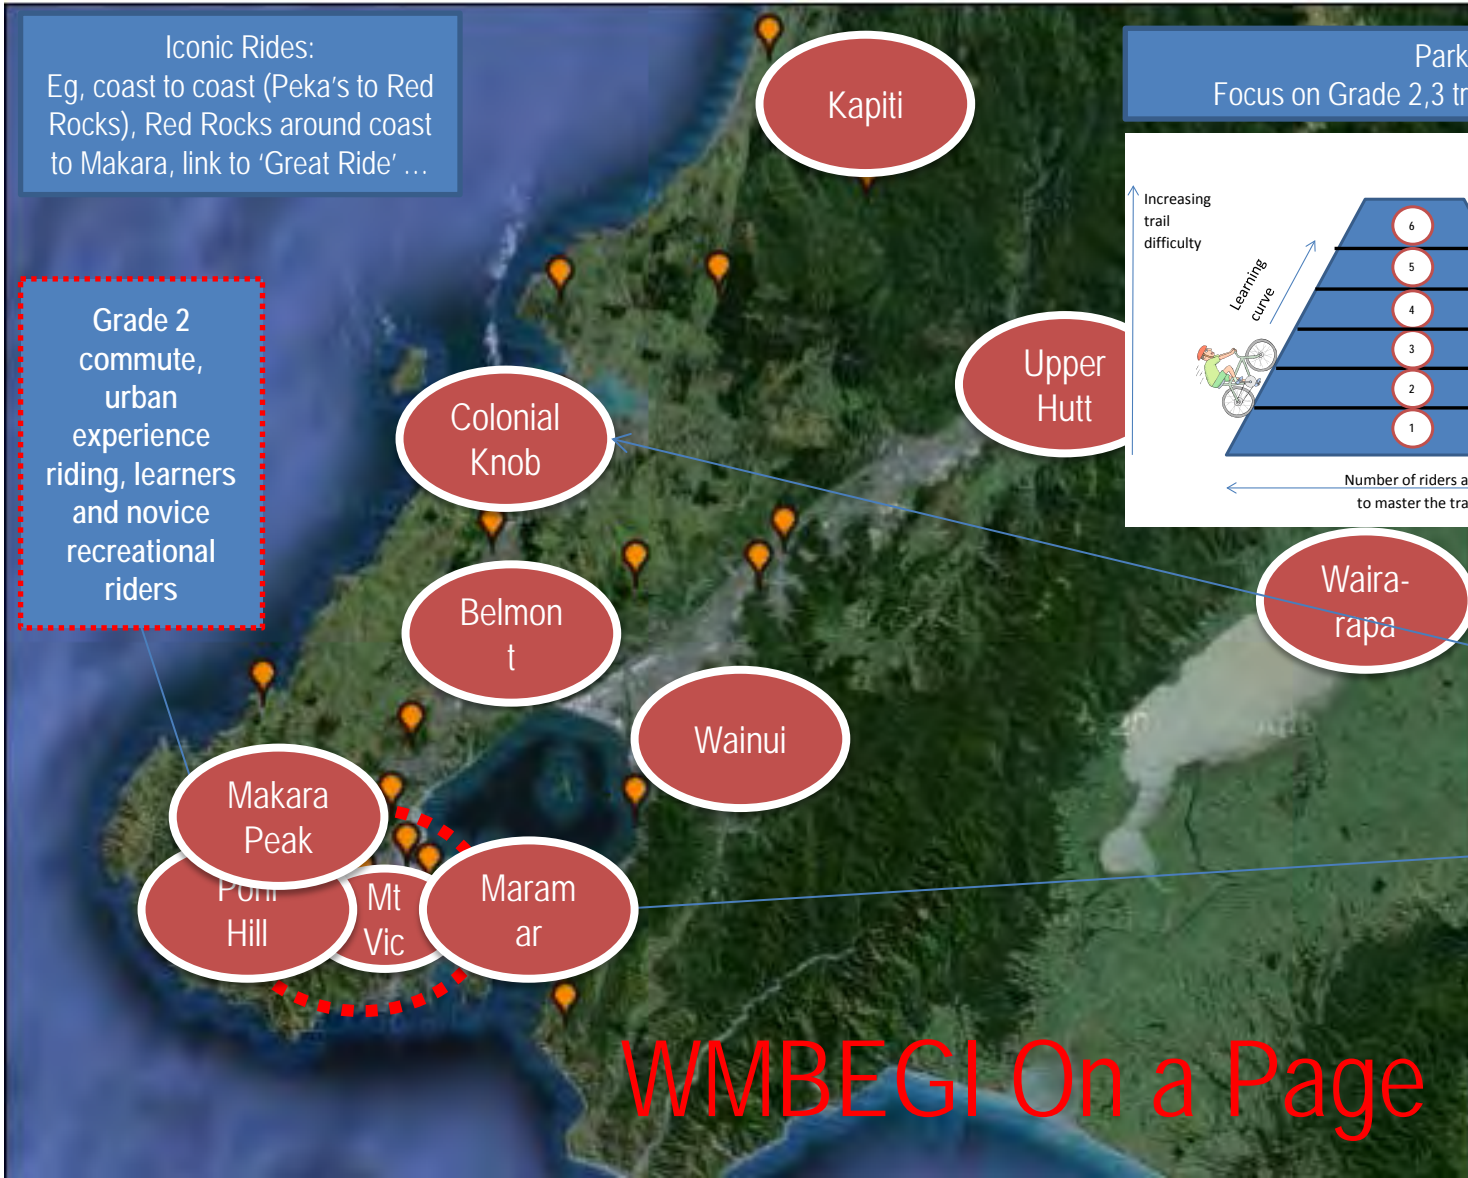 Iconic Rides:
Eg, coast to coast (Peka's to Red
Rocks), Red Rocks around coast
to Makara, link to 'Great Ride' ...
Kapiti
Park
Focus on Grade 2,3 tr
Increasing
trail
difficulty
Learning
curve
6
5
4
3
2
1
Number of riders a
to master the tra
Grade 2
commute,
urban
experience
riding, learners
and novice
recreational
riders
Upper
Hutt
Colonial
Knob
Belmon
t
Waira-
rapa
Wainui
Makara
Peak
Hill
Mt
Vic
Maram
ar
WMBEGI On a Page